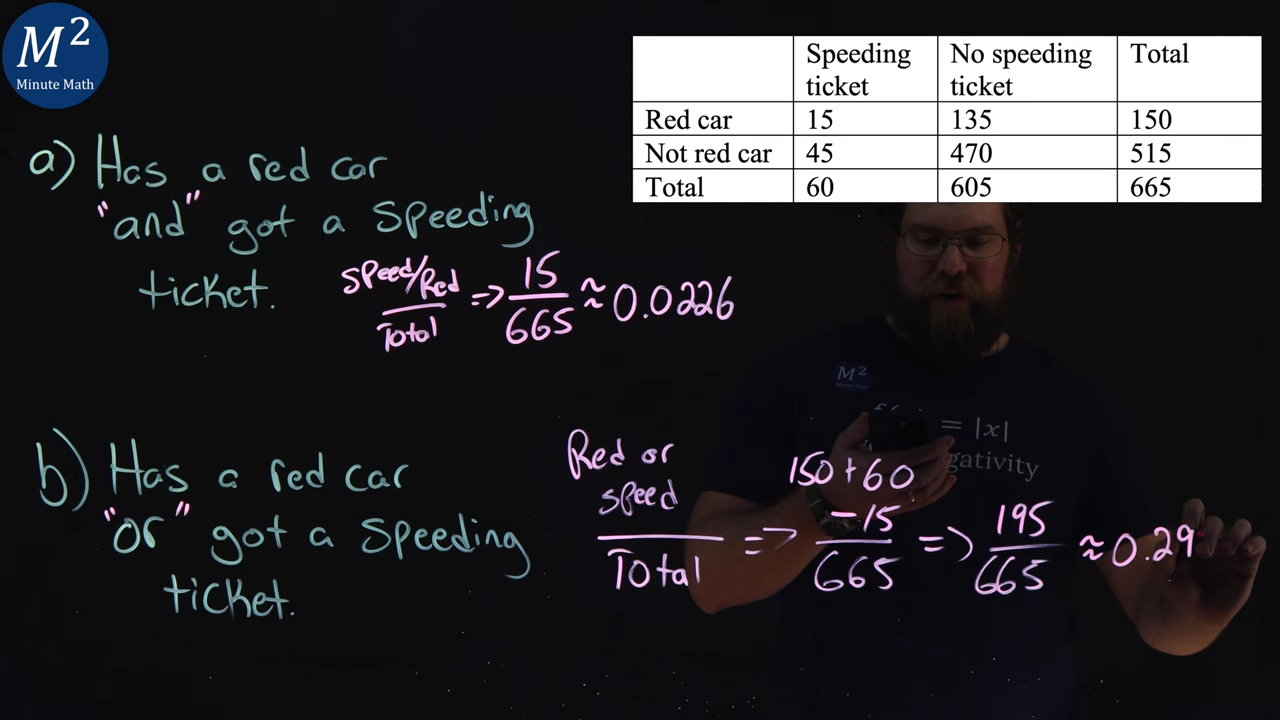 M²
Minute Math
Speeding ticket No speeding ticket Total
Red car 15 135 150
Not red car 45 470 515
Total 60 605 665
a) Has a red car
"and" got a speeding
ticket.
Speed/Red
Total
=> 15/665 ≈ 0.0226
M²
= |x|
gativity
b) Has a red car
"or" got a speeding
ticket.
Red or
speed
Total
=> 150+60
-15
665
=> 195/665 ≈ 0.29